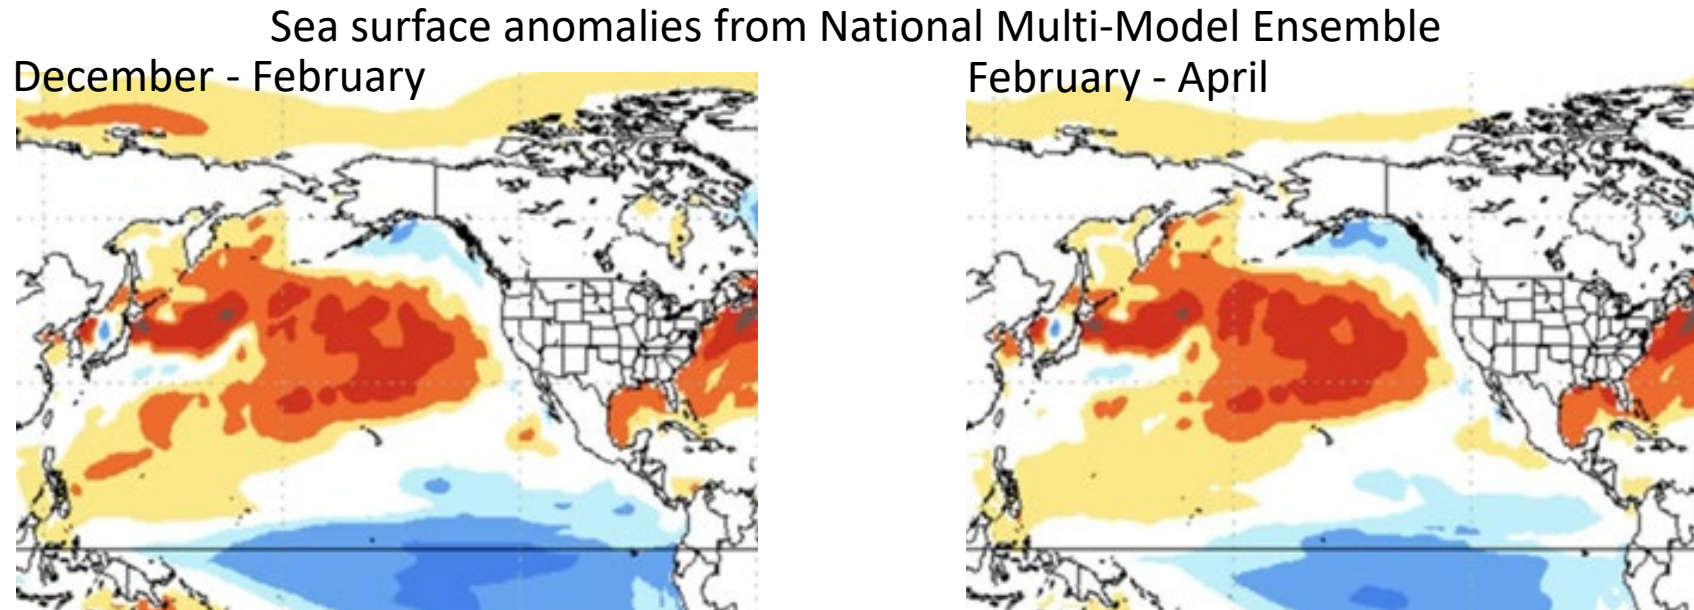 Sea surface anomalies from National Multi-Model Ensemble
December - February
February - April